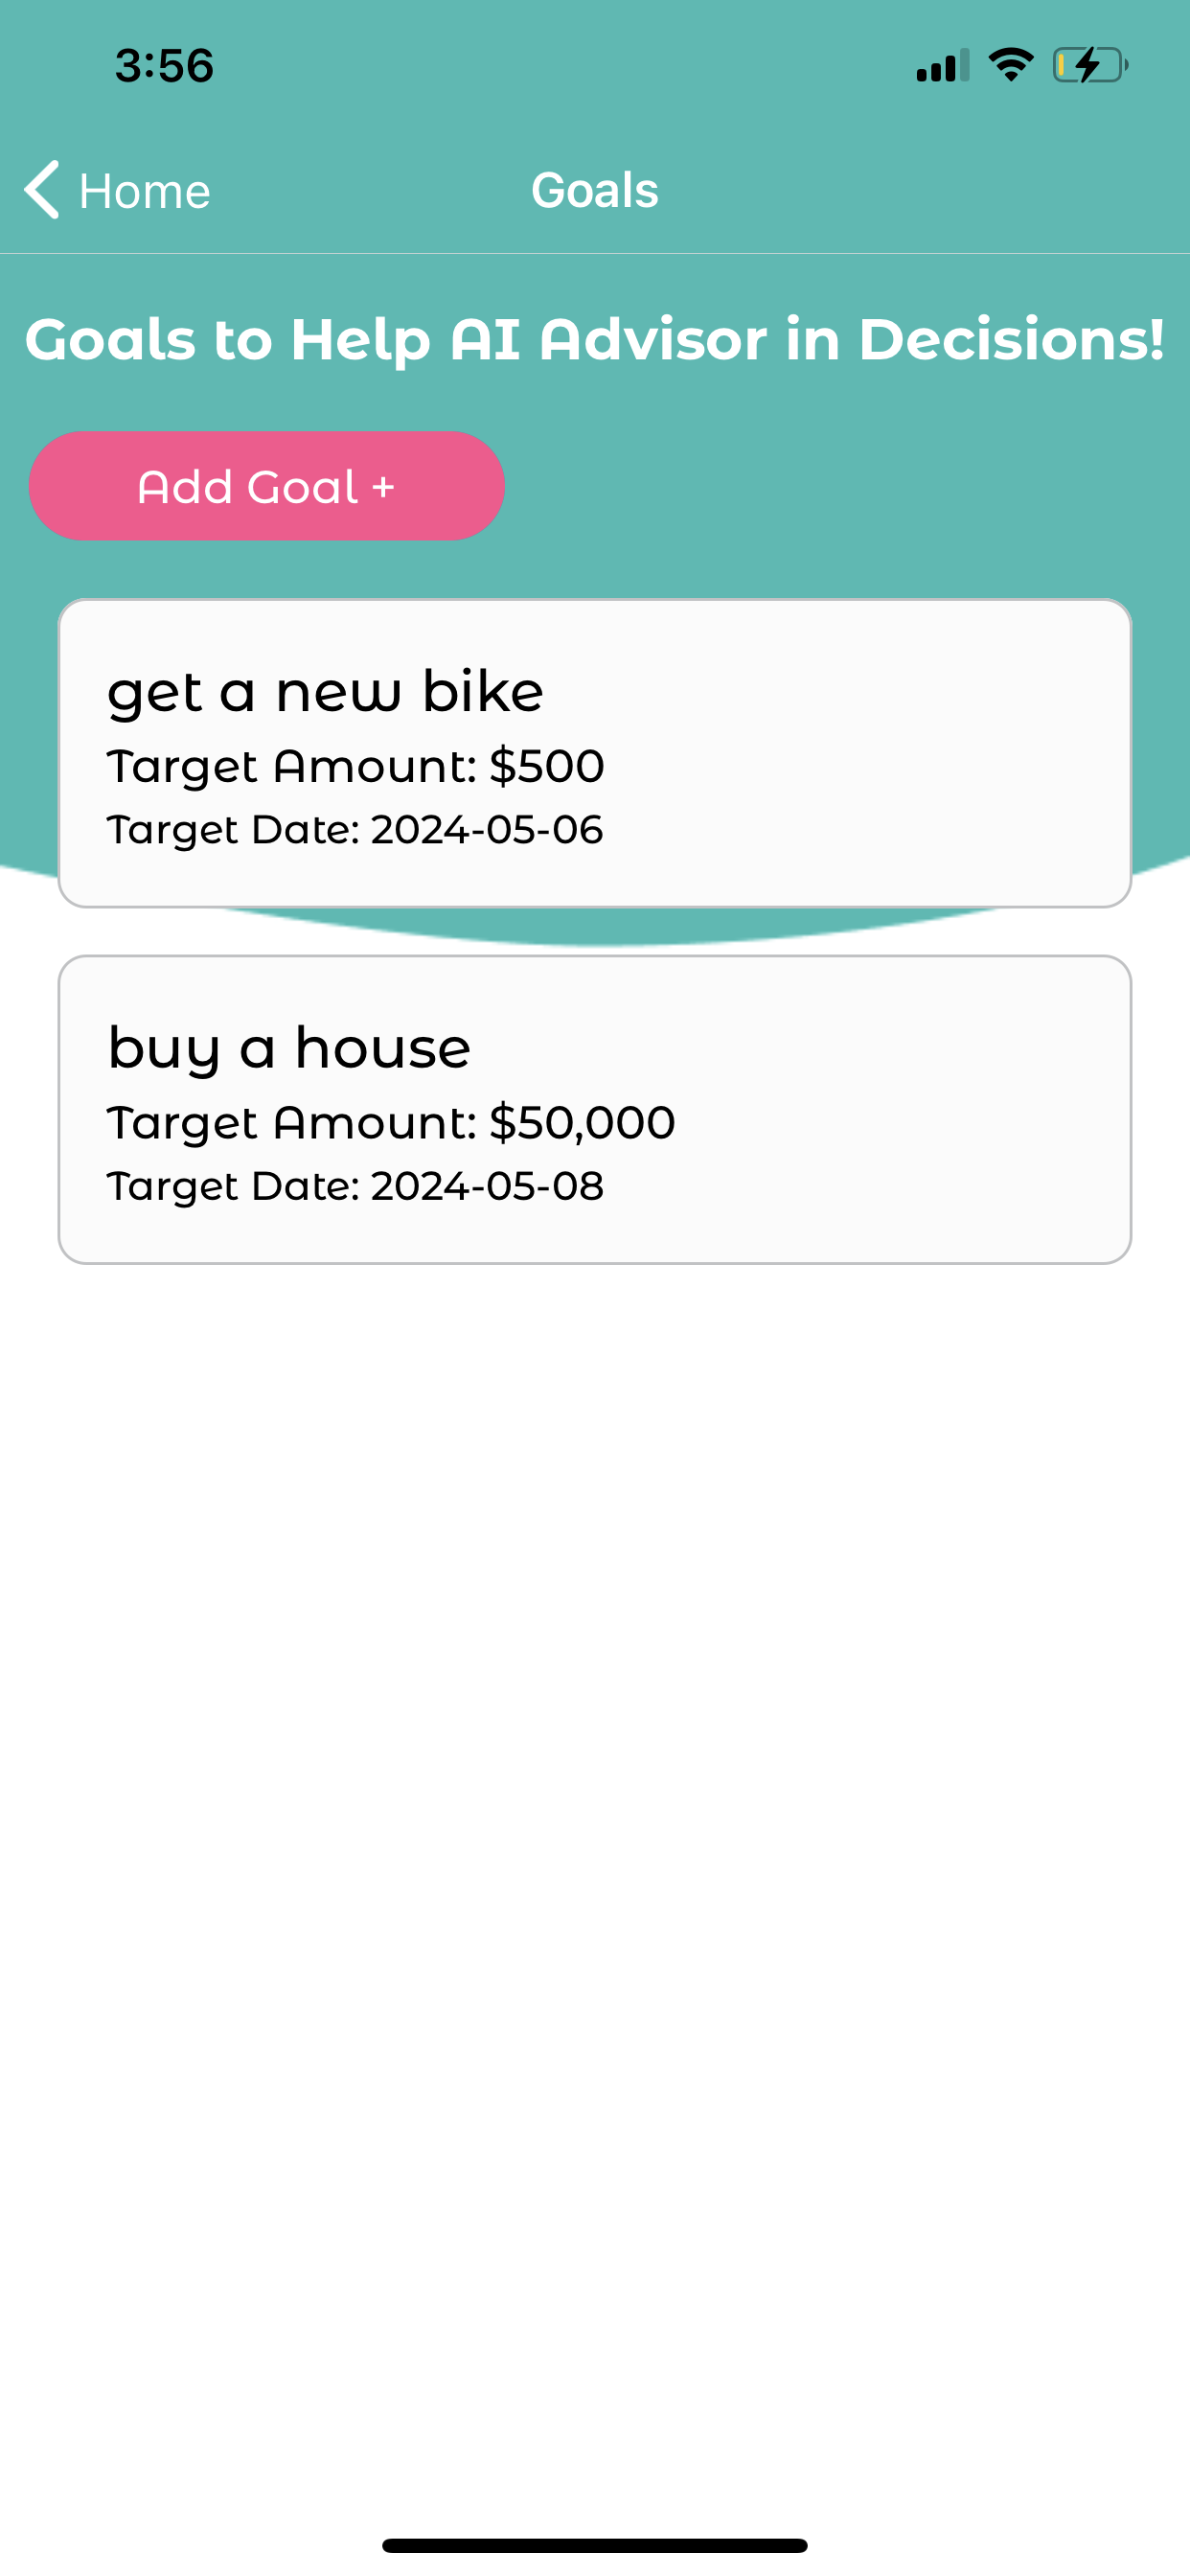 3:56
Home
Goals
Goals to Help AI Advisor in Decisions!
Add Goal +
get a new bike
Target Amount: $500
Target Date: 2024-05-06
buy a house
Target Amount: $50,000
Target Date: 2024-05-08